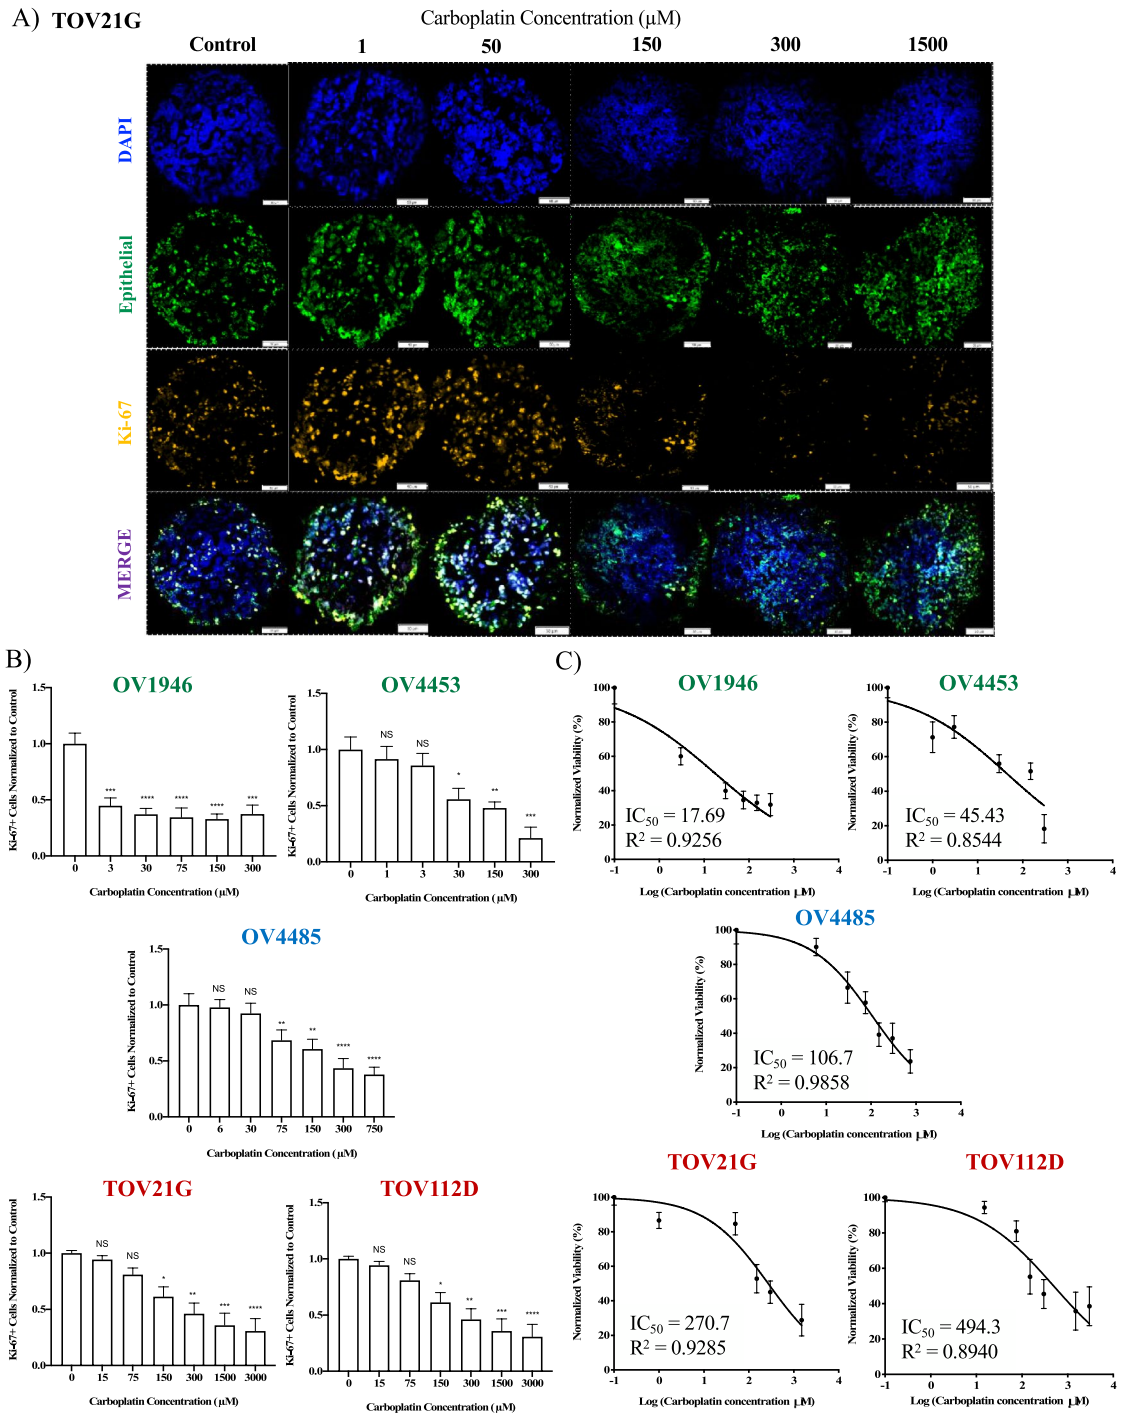 A) TOV21G
Carboplatin Concentration (µM)
Control 1 50 150 300 1500
DAPI
Epithelial
Ki-67
MERGE
B)
OV1946
Ki-67+ Cells Normalized to Control
1.5
1.0
0.5
0.0
*** **** **** **** ***
0 3 30 75 150 300
Carboplatin Concentration (µM)
OV4453
Ki-67+ Cells Normalized to Control
1.5
1.0
0.5
0.0
NS NS * ** ***
0 1 3 30 150 300
Carboplatin Concentration (µM)
OV4485
Ki-67+ Cells Normalized to Control
1.5
1.0
0.5
0.0
NS NS ** ** **** ****
0 6 30 75 150 300 750
Carboplatin Concentration (µM)
TOV21G
Ki-67+ Cells Normalized to Control
1.5
1.0
0.5
0.0
NS NS * ** *** ****
0 15 75 150 300 1500 3000
Carboplatin Concentration (µM)
TOV112D
Ki-67+ Cells Normalized to Control
1.5
1.0
0.5
0.0
NS NS * ** *** ****
0 15 75 150 300 1500 3000
Carboplatin Concentration (µM)
C)
OV1946
Normalized Viability (%)
100
80
60
40
20
0
IC50 = 17.69
R2 = 0.9256
-1 0 1 2 3 4
Log (Carboplatin concentration µM)
OV4453
Normalized Viability (%)
100
80
60
40
20
0
IC50 = 45.43
R2 = 0.8544
-1 0 1 2 3 4
Log (Carboplatin concentration µM)
OV4485
Normalized Viability (%)
100
80
60
40
20
0
IC50 = 106.7
R2 = 0.9858
-1 0 1 2 3 4
Log (Carboplatin concentration µM)
TOV21G
Normalized Viability (%)
100
80
60
40
20
0
IC50 = 270.7
R2 = 0.9285
-1 0 1 2 3 4
Log (Carboplatin concentration µM)
TOV112D
Normalized Viability (%)
100
80
60
40
20
0
IC50 = 494.3
R2 = 0.8940
-1 0 1 2 3 4
Log (Carboplatin concentration µM)